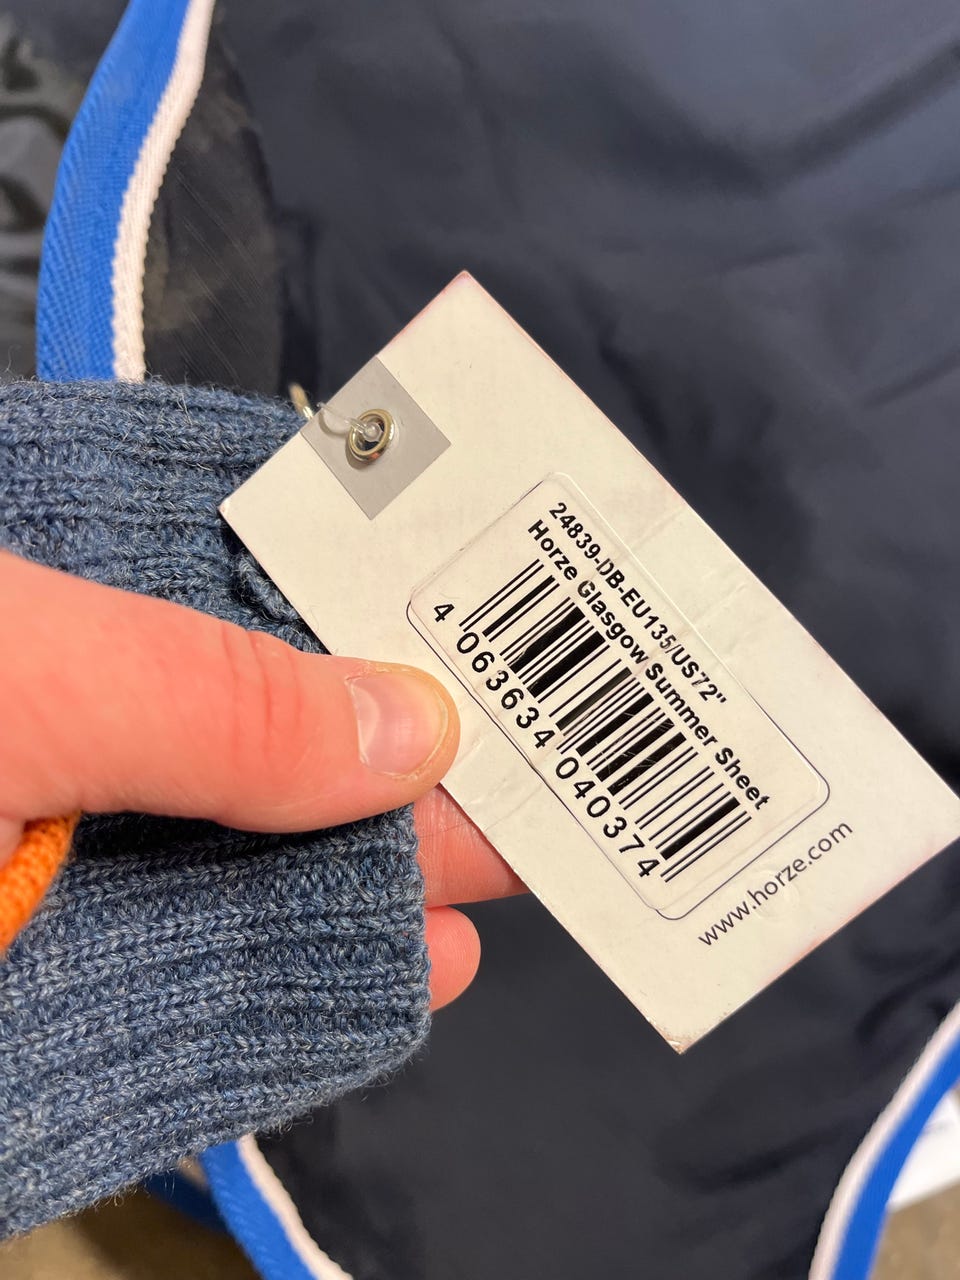 24839-DB-EU135/US72"
Horze Glasgow Summer Sheet
4 063634 040374
www.horze.com